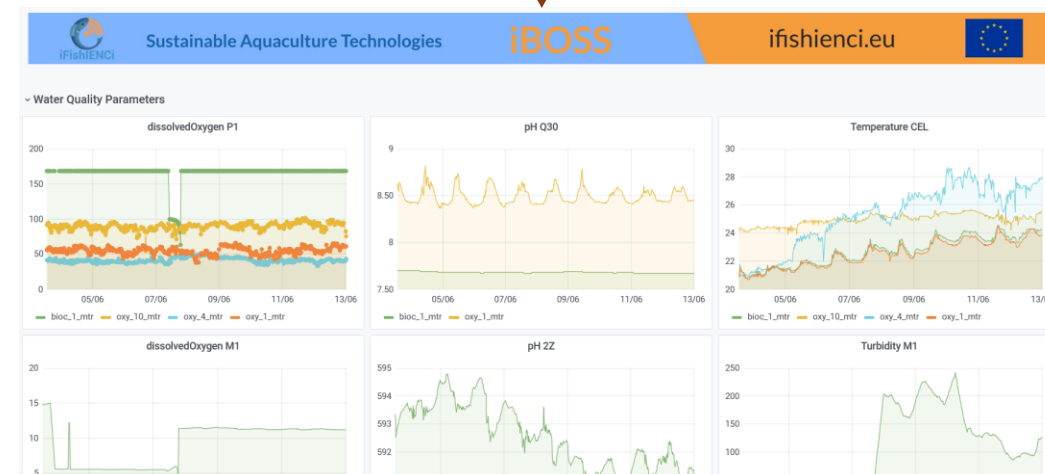 iFishIENCi
Sustainable Aquaculture Technologies
iBOSS
ifishienci.eu
Water Quality Parameters
dissolvedOxygen P1
200
150
100
50
0
05/06 07/06 09/06 11/06 13/06
bioc_1_mtr oxy_10_mtr oxy_4_mtr oxy_1_mtr
pH Q30
9
8.50
8
7.50
05/06 07/06 09/06 11/06 13/06
bioc_1_mtr oxy_1_mtr
Temperature CEL
30
28
26
24
22
20
05/06 07/06 09/06 11/06 13/0
bioc_1_mtr oxy_10_mtr oxy_4_mtr oxy_1_mtr
dissolvedOxygen M1
20
15
10
5
pH 2Z
595
594
593
592
Turbidity M1
250
200
150
100